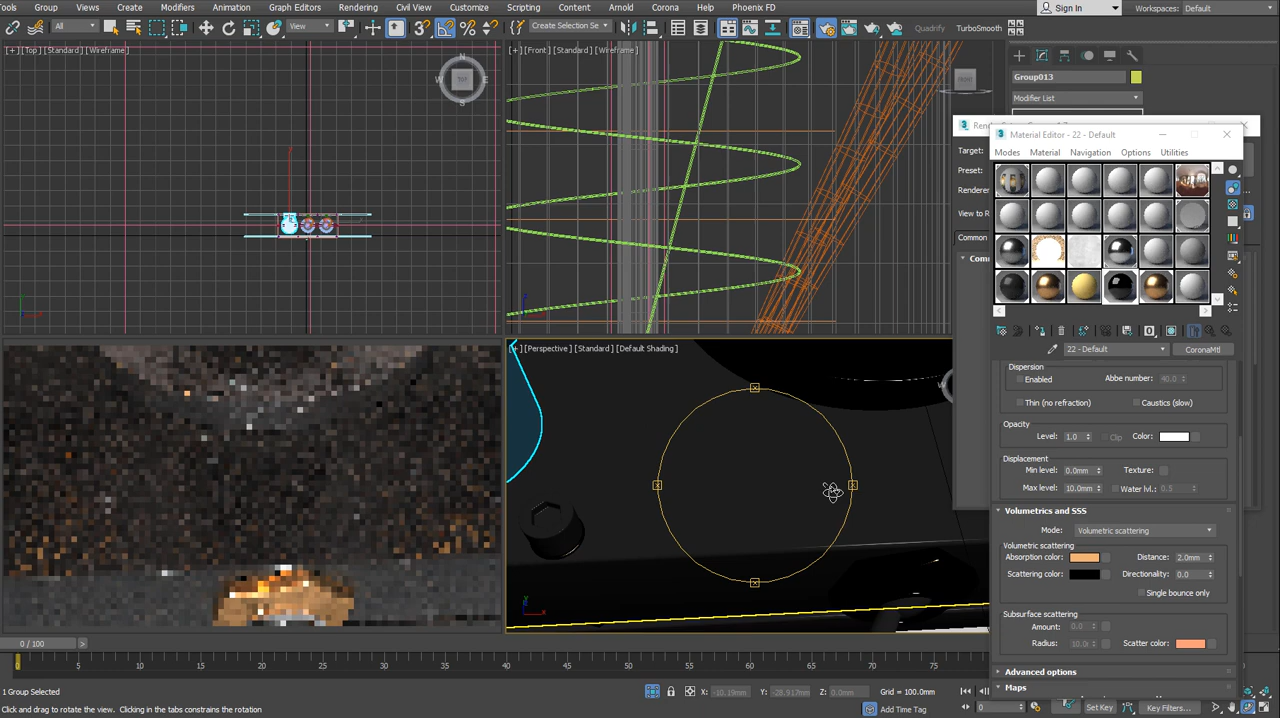 Tools Group Views Create Modifiers Animation Graph Editors Rendering Civil View Customize Scripting Content Arnold Corona Help Phoenix FD Sign In Workspaces: Default
All View Create Selection Se Quadrify TurboSmooth
[+] [Top] [Standard] [Wireframe]
[+] [Front] [Standard] [Wireframe]
Group013
Modifier List
N
W TOP E
S
FRONT
Material Editor - 22 - Default
Target:
Modes Material Navigation Options Utilities
Preset:
Renderer
View to R
Common
Com
[+] [Perspective] [Standard] [Default Shading]
22 - Default CoronaMtl
Dispersion
Enabled Abbe number: 40.0
Thin (no refraction) Caustics (slow)
Opacity
Level: 1.0 Clip Color:
Displacement
Min level: 0.0mm Texture:
Max level: 10.0mm Water lvl.: 0.5
Volumetrics and SSS
Mode: Volumetric scattering
Volumetric scattering
Absorption color: Distance: 2.0mm
Scattering color: Directionality: 0.0
Single bounce only
Subsurface scattering
Amount: 0.0
Radius: Scatter color:
Advanced options
Maps
0 / 100
0 5 10 15 20 25 30 35 40 45 50 55 60 65 70 75
1 Group Selected X: -10.19mm Y: -28.917mm Z: 0.0mm Grid = 100.0mm
Click and drag to rotate the view. Clicking in the tabs constrains the rotation Add Time Tag 0 Set Key Key Filters...